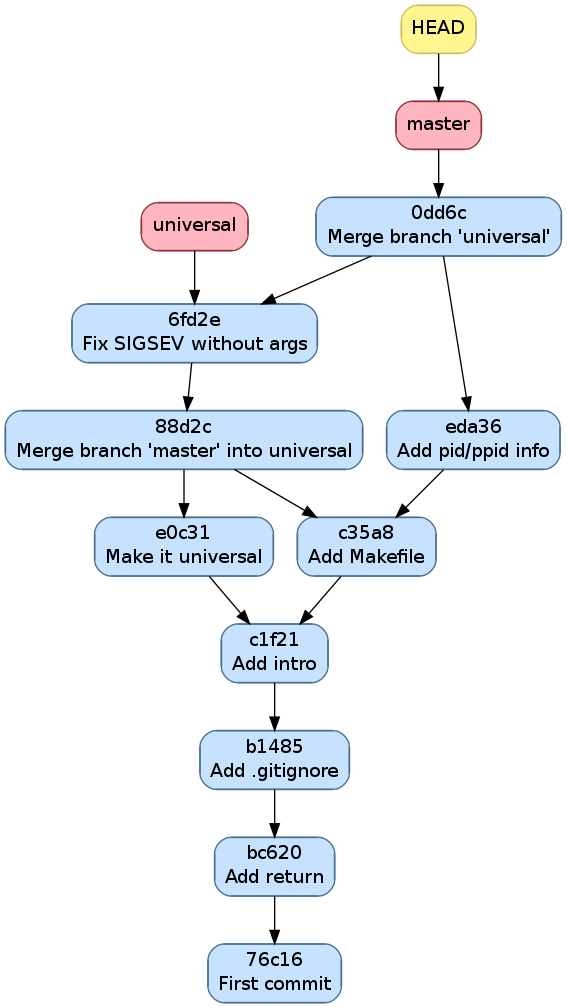 HEAD
master
0dd6c
Merge branch 'universal'
universal
6fd2e
Fix SIGSEV without args
88d2c
Merge branch 'master' into universal
eda36
Add pid/ppid info
e0c31
Make it universal
c35a8
Add Makefile
c1f21
Add intro
b1485
Add .gitignore
bc620
Add return
76c16
First commit